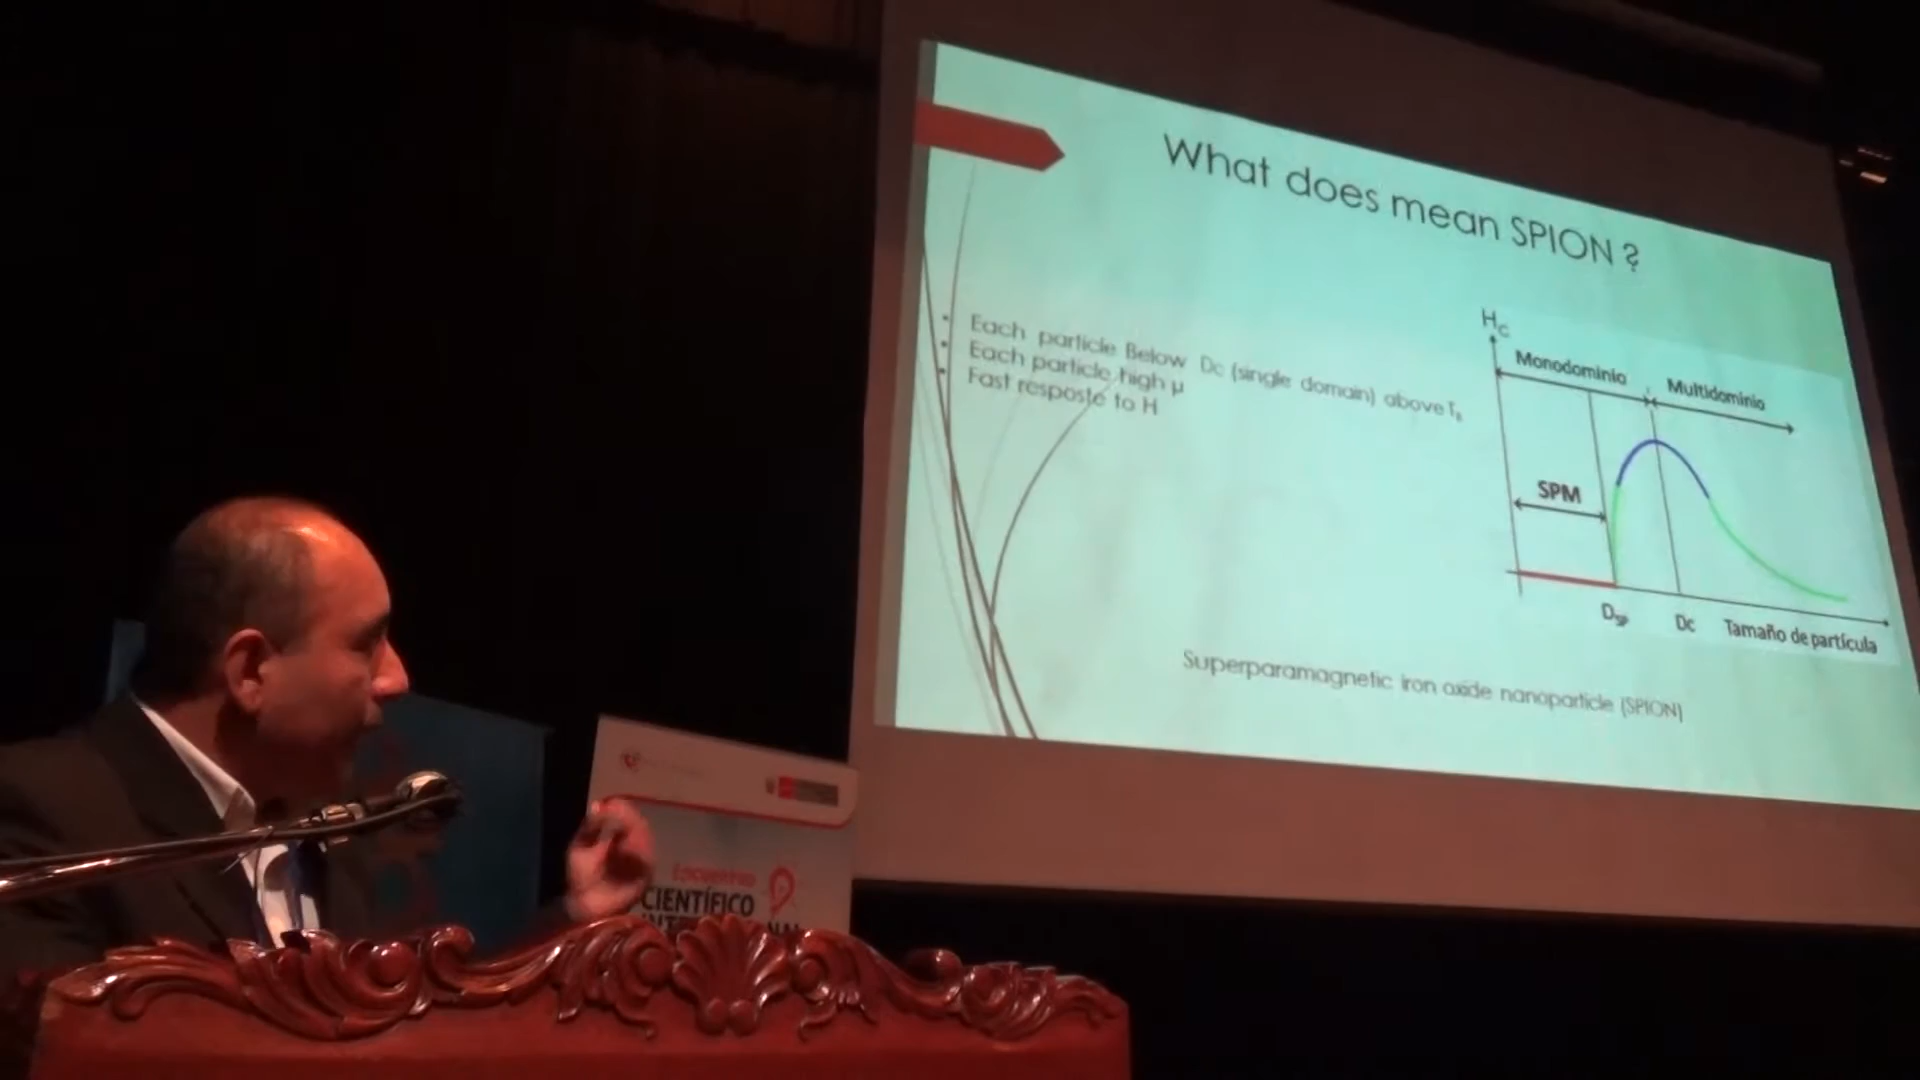 What does mean SPION ?
• Each particle Below Dc (single domain) above T
• Each particle high μ
• Fast resposte to H
Hc
Monodominio
Multidominio
SPM
DSP
Dc
Tamaño de partícula
Superparamagnetic iron oxide nanoparticle (SPION)
CIENTÍFICO